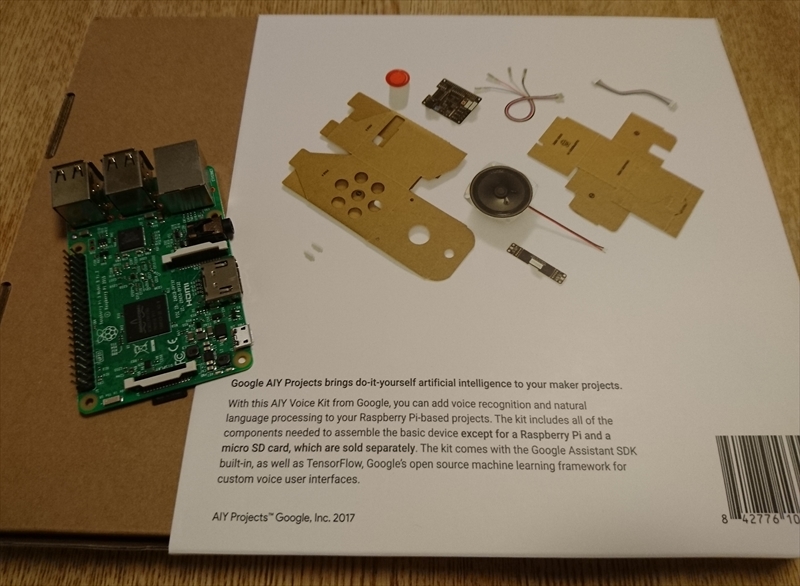 HDMI
Google AIY Projects brings do-it-yourself artificial intelligence to your maker projects.
With this AIY Voice Kit from Google, you can add voice recognition and natural
language processing to your Raspberry Pi-based projects. The kit includes all of the
components needed to assemble the basic device except for a Raspberry Pi and a
micro SD card, which are sold separately. The kit comes with the Google Assistant SDK
built-in, as well as TensorFlow, Google's open source machine learning framework for
custom voice user interfaces.
AIY Projects™ Google, Inc. 2017
8 42776 10